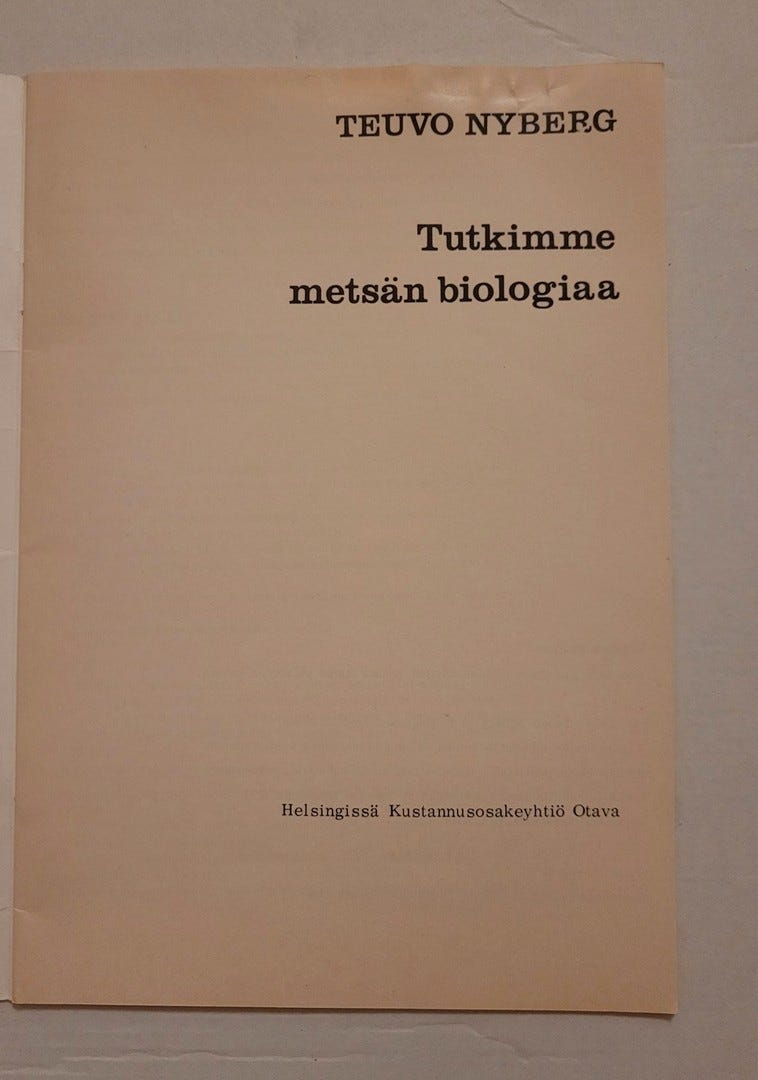 TEUVO NYBERG
Tutkimme
metsän biologiaa
Helsingissä Kustannusosakeyhtiö Otava